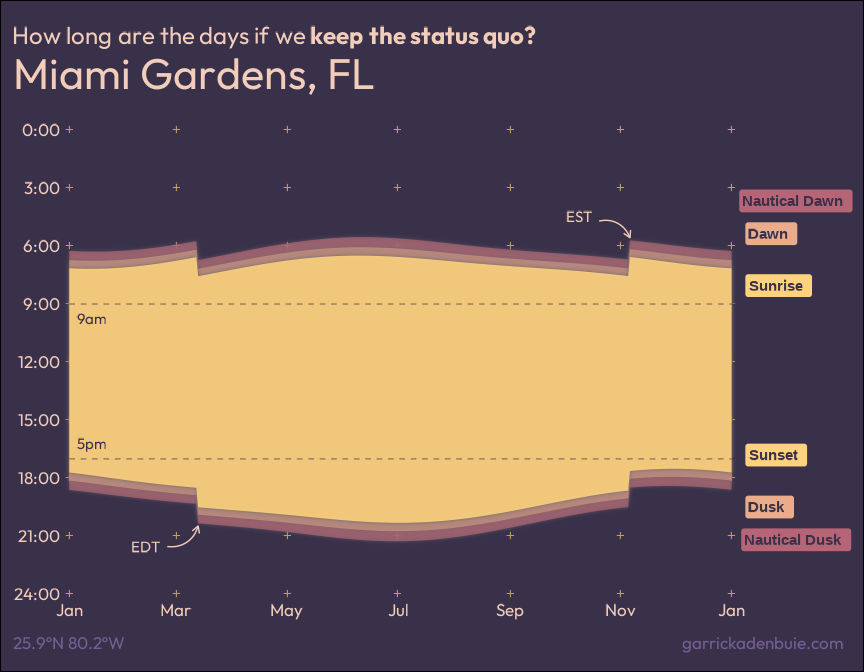 How long are the days if we keep the status quo?
Miami Gardens, FL
0:00
3:00
Nautical Dawn
EST
Dawn
6:00
Sunrise
9:00
9am
12:00
15:00
5pm
Sunset
18:00
Dusk
21:00
Nautical Dusk
EDT
24:00
Jan Mar May Jul Sep Nov Jan
25.9°N 80.2°W
garrickadenbuie.com